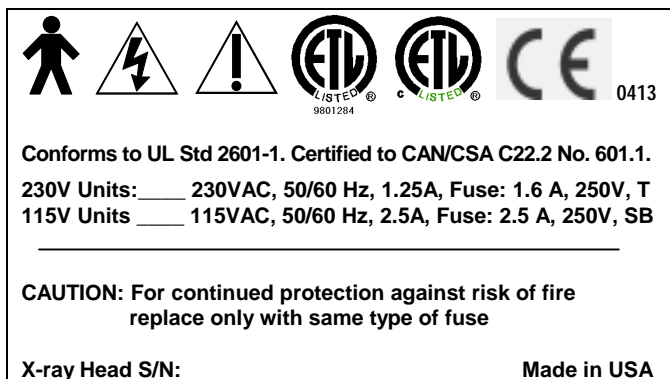 ETL ETL CE
LISTED ® c LISTED ® 0413
9801284
Conforms to UL Std 2601-1. Certified to CAN/CSA C22.2 No. 601.1.
230V Units:____ 230VAC, 50/60 Hz, 1.25A, Fuse: 1.6 A, 250V, T
115V Units ____ 115VAC, 50/60 Hz, 2.5A, Fuse: 2.5 A, 250V, SB
CAUTION: For continued protection against risk of fire
replace only with same type of fuse
X-ray Head S/N: Made in USA